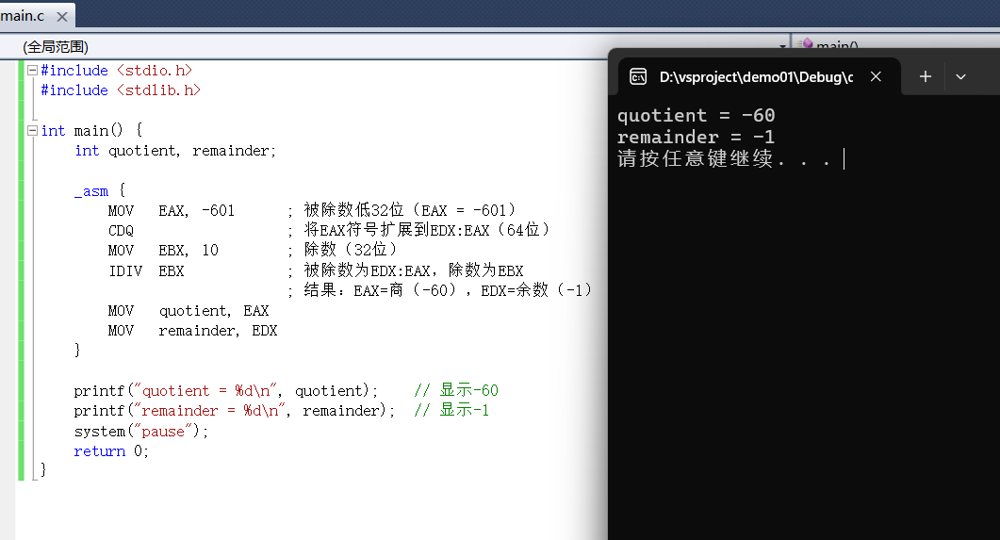 main.c
(全局范围)
main()
#include <stdio.h>
#include <stdlib.h>
int main() {
int quotient, remainder;
_asm {
MOV EAX, -601 ; 被除数低32位（EAX = -601）
CDQ ; 将EAX符号扩展到EDX:EAX（64位）
MOV EBX, 10 ; 除数（32位）
IDIV EBX ; 被除数为EDX:EAX，除数为EBX
; 结果：EAX=商（-60），EDX=余数（-1）
MOV quotient, EAX
MOV remainder, EDX
}
printf("quotient = %d\n", quotient); // 显示-60
printf("remainder = %d\n", remainder); // 显示-1
system("pause");
return 0;
}
D:\vsproject\demo01\Debug\c
quotient = -60
remainder = -1
请按任意键继续. . .